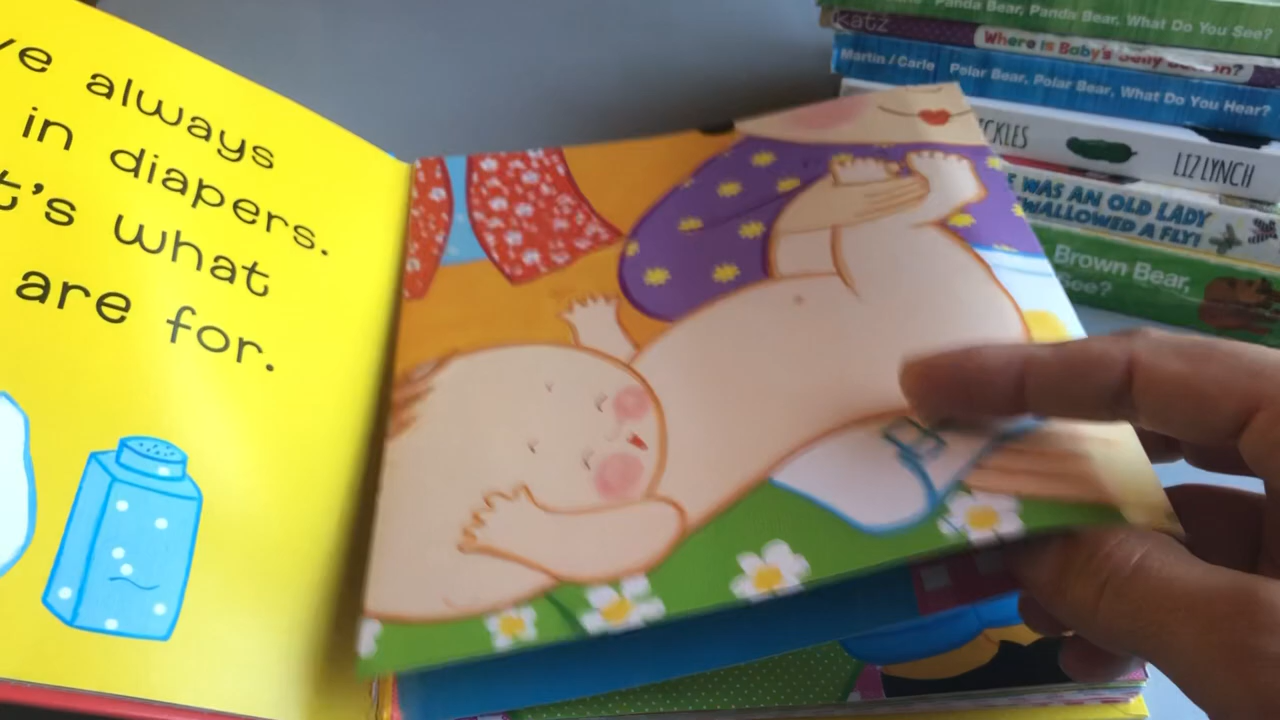 've always
in diapers.
t's what
are for.
Panda Bear, Panda Bear, What Do You See?
Katz Where is Baby's Belly Button?
Martin / Carle Polar Bear, Polar Bear, What Do You Hear?
ICKLES LIZ LYNCH
E WAS AN OLD LADY
WALLOWED A FLY!
Brown Bear,
See?